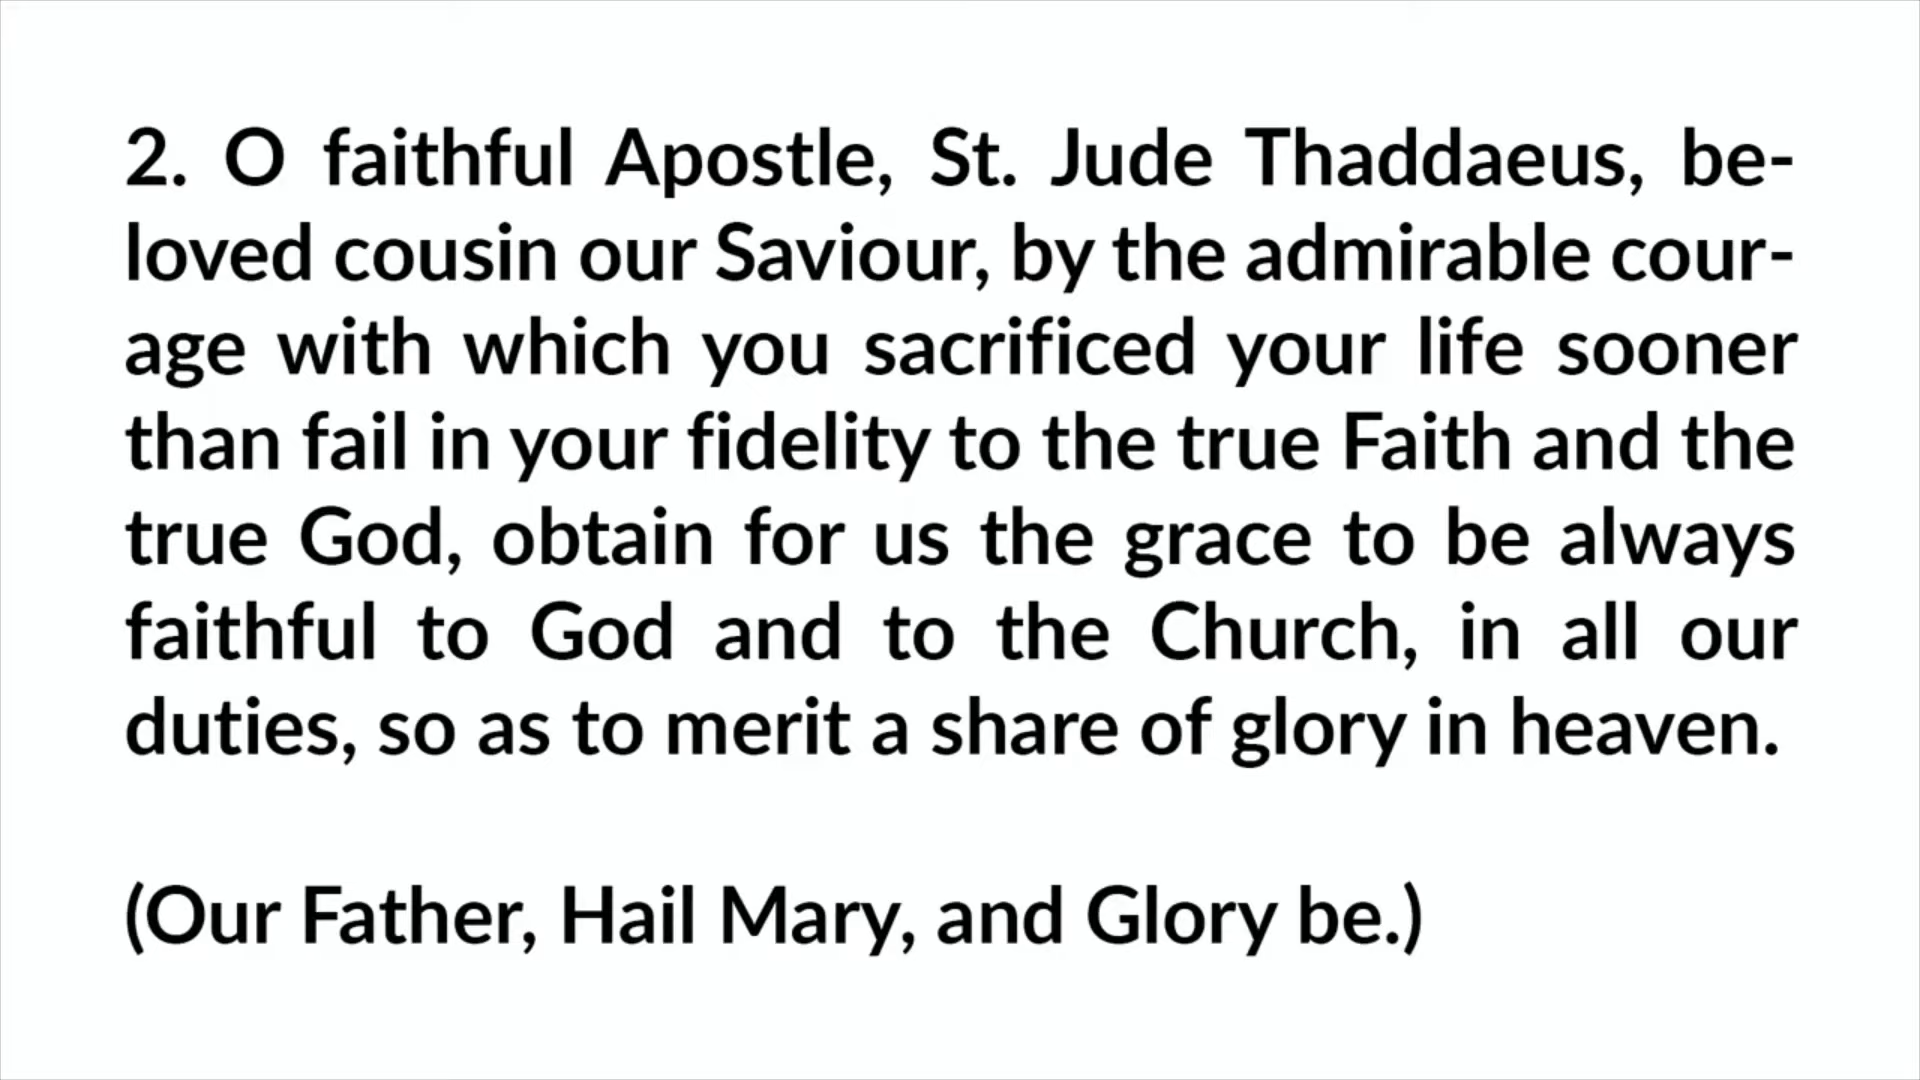 2. O faithful Apostle, St. Jude Thaddaeus, be-
loved cousin our Saviour, by the admirable cour-
age with which you sacrificed your life sooner
than fail in your fidelity to the true Faith and the
true God, obtain for us the grace to be always
faithful to God and to the Church, in all our
duties, so as to merit a share of glory in heaven.
(Our Father, Hail Mary, and Glory be.)